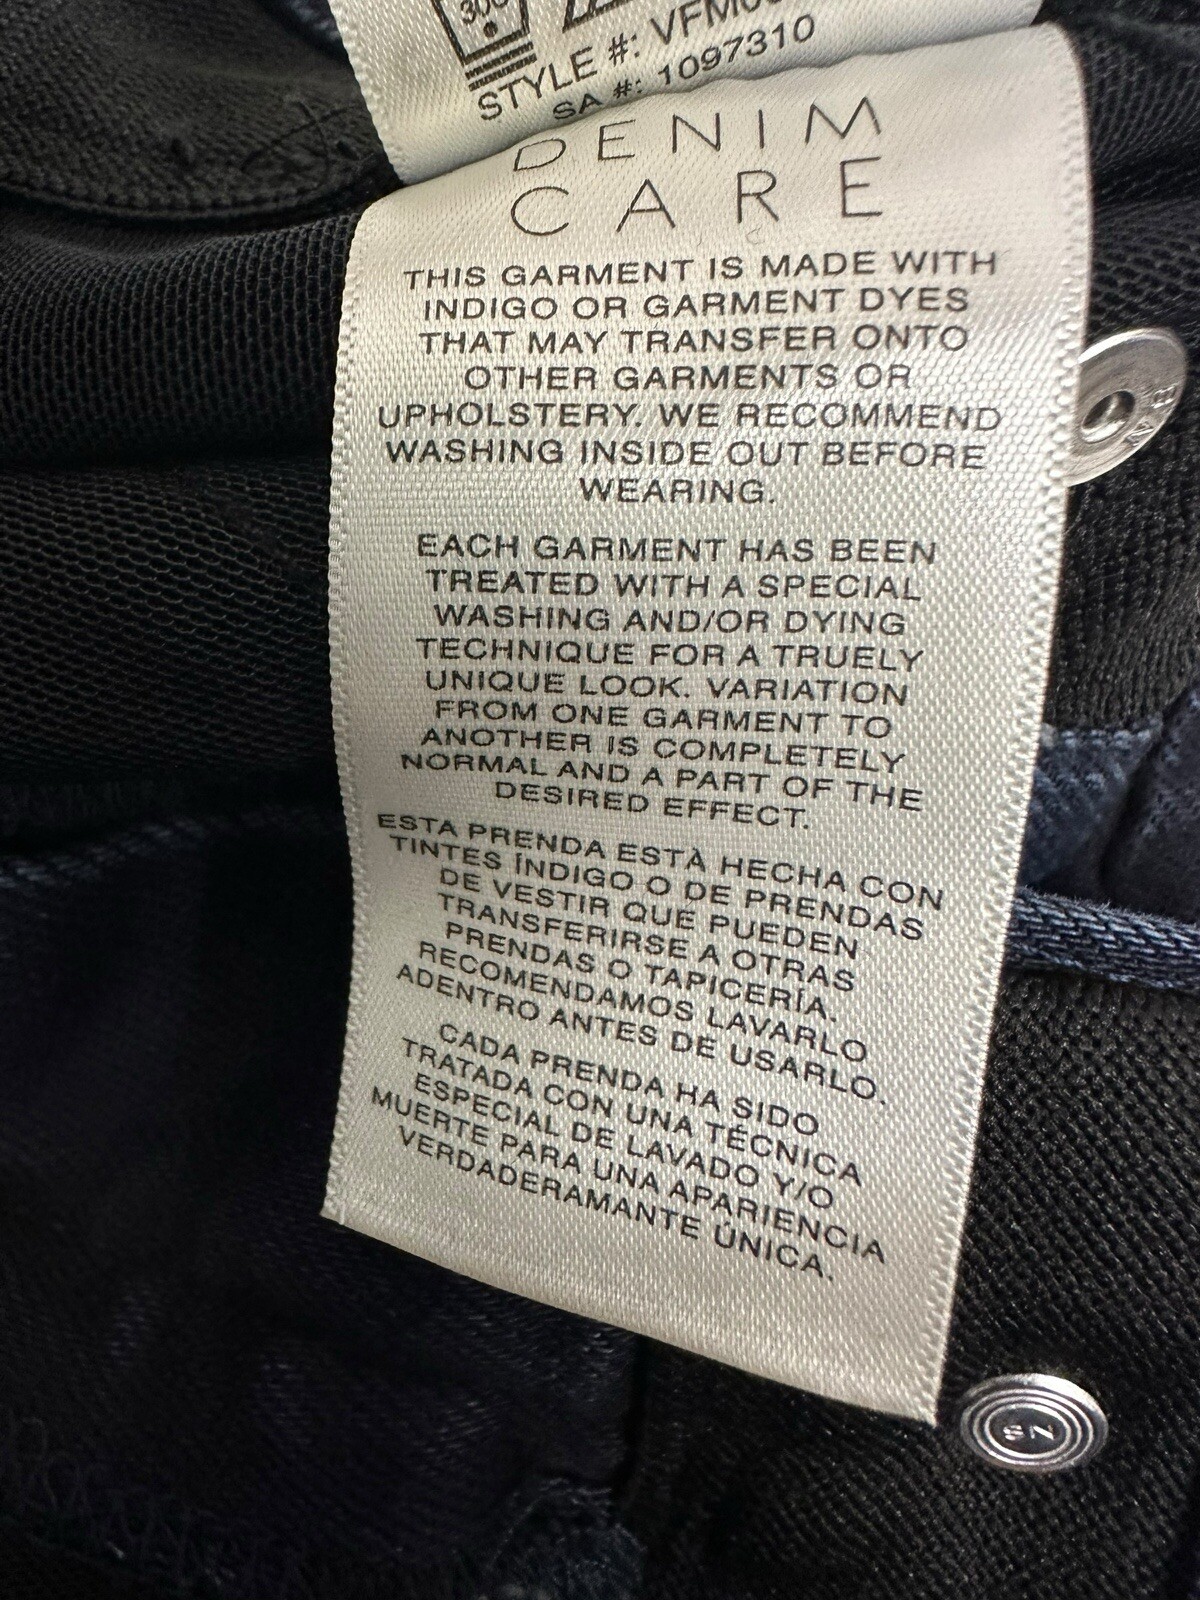 30C
STYLE #: VFM0
SA #: 1097310
DENIM
CARE
THIS GARMENT IS MADE WITH
INDIGO OR GARMENT DYES
THAT MAY TRANSFER ONTO
OTHER GARMENTS OR
UPHOLSTERY. WE RECOMMEND
WASHING INSIDE OUT BEFORE
WEARING.
EACH GARMENT HAS BEEN
TREATED WITH A SPECIAL
WASHING AND/OR DYING
TECHNIQUE FOR A TRUELY
UNIQUE LOOK. VARIATION
FROM ONE GARMENT TO
ANOTHER IS COMPLETELY
NORMAL AND A PART OF THE
DESIRED EFFECT.
ESTA PRENDA ESTÀ HECHA CON
TINTES ÍNDIGO O DE PRENDAS
DE VESTIR QUE PUEDEN
TRANSFERIRSE A OTRAS
PRENDAS O TAPICERÍA.
RECOMENDAMOS LAVARLO
ADENTRO ANTES DE USARLO.
CADA PRENDA HA SIDO
TRATADA CON UNA TÉCNICA
ESPECIAL DE LAVADO Y/O
MUERTE PARA UNA APARIENCIA
VERDADERAMANTE ÚNICA.